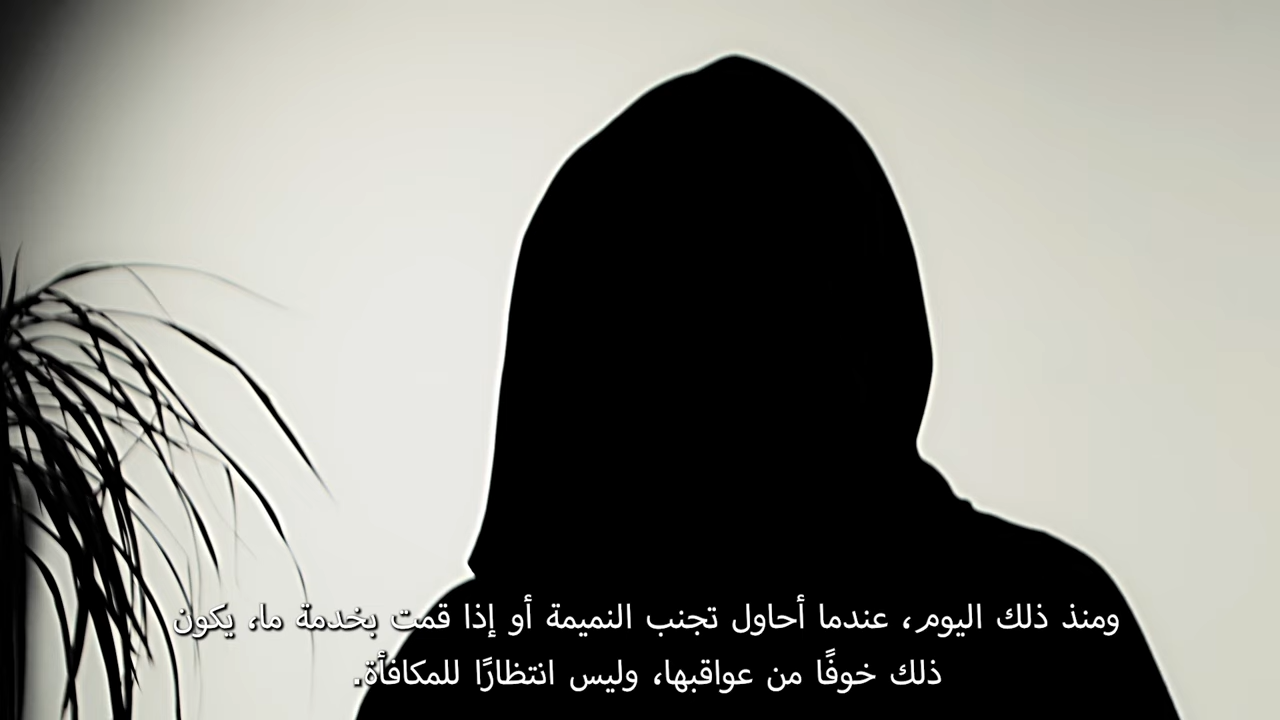 ومنذ ذلك اليوم، عندما أحاول تجنب النميمة أو إذا قمت بخدمة ما، يكون
ذلك خوفًا من عواقبها، وليس انتظارًا للمكافأة.